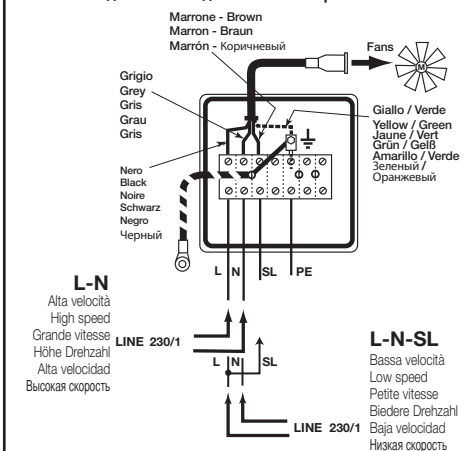 Marrone - Brown
Marron - Braun
Marrón - Коричневый
Fans
M
Grigio
Grey
Gris
Grau
Gris
Giallo / Verde
Yellow / Green
Jaune / Vert
Grün / Gelß
Amarillo / Verde
Зеленый /
Оранжевый
Nero
Black
Noire
Schwarz
Negro
Черный
L N SL PE
L-N
Alta velocità
High speed
Grande vitesse
Höhe Drehzahl
Alta velocidad
Высокая скорость
LINE 230/1
L N SL
L-N-SL
Bassa velocità
Low speed
Petite vitesse
Biedere Drehzahl
Baja velocidad
Низкая скорость
LINE 230/1